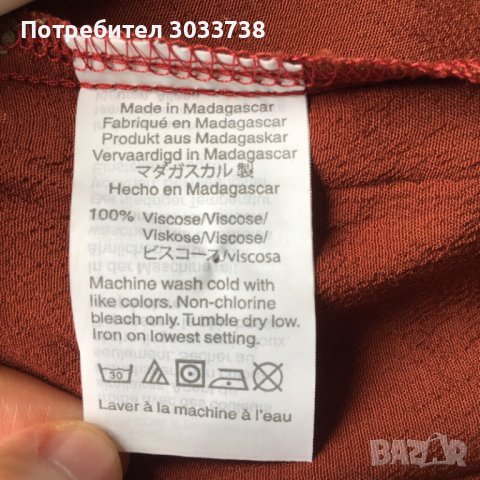 Потребител 3033738
Made in Madagascar
Fabriqué en Madagascar
Produkt aus Madagaskar
Vervaardigd in Madagascar
マダガスカル 製
Hecho en Madagascar
100% Viscose/Viscose/
Viskose/Viscose/
ビスコース/viscosa
Machine wash cold with
like colors. Non-chlorine
bleach only. Tumble dry low.
Iron on lowest setting.
30
Laver à la machine à l'eau
BAZAR